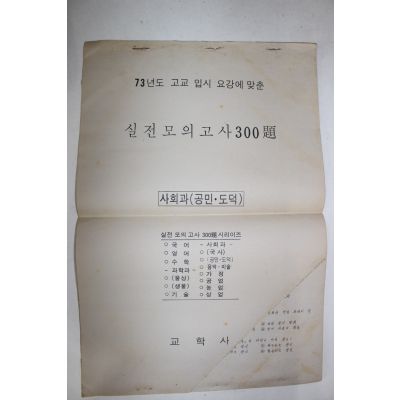 73년도 고교 입시 요강에 맞춘
실전모의고사300題
사회과(공민·도덕)
실전 모의 고사 300題 시리이즈
○ 국 어 - 사회과 -
○ 영 어 ○ (국 사)
○ 수 학 ○ (공민·도덕)
- 과학과 - ○ 음악·미술
○ (물상) ○ 가 정
○ (생물) ○ 공 업
○ 기 술 ○ 농 업
○ 상 업
교 학 사